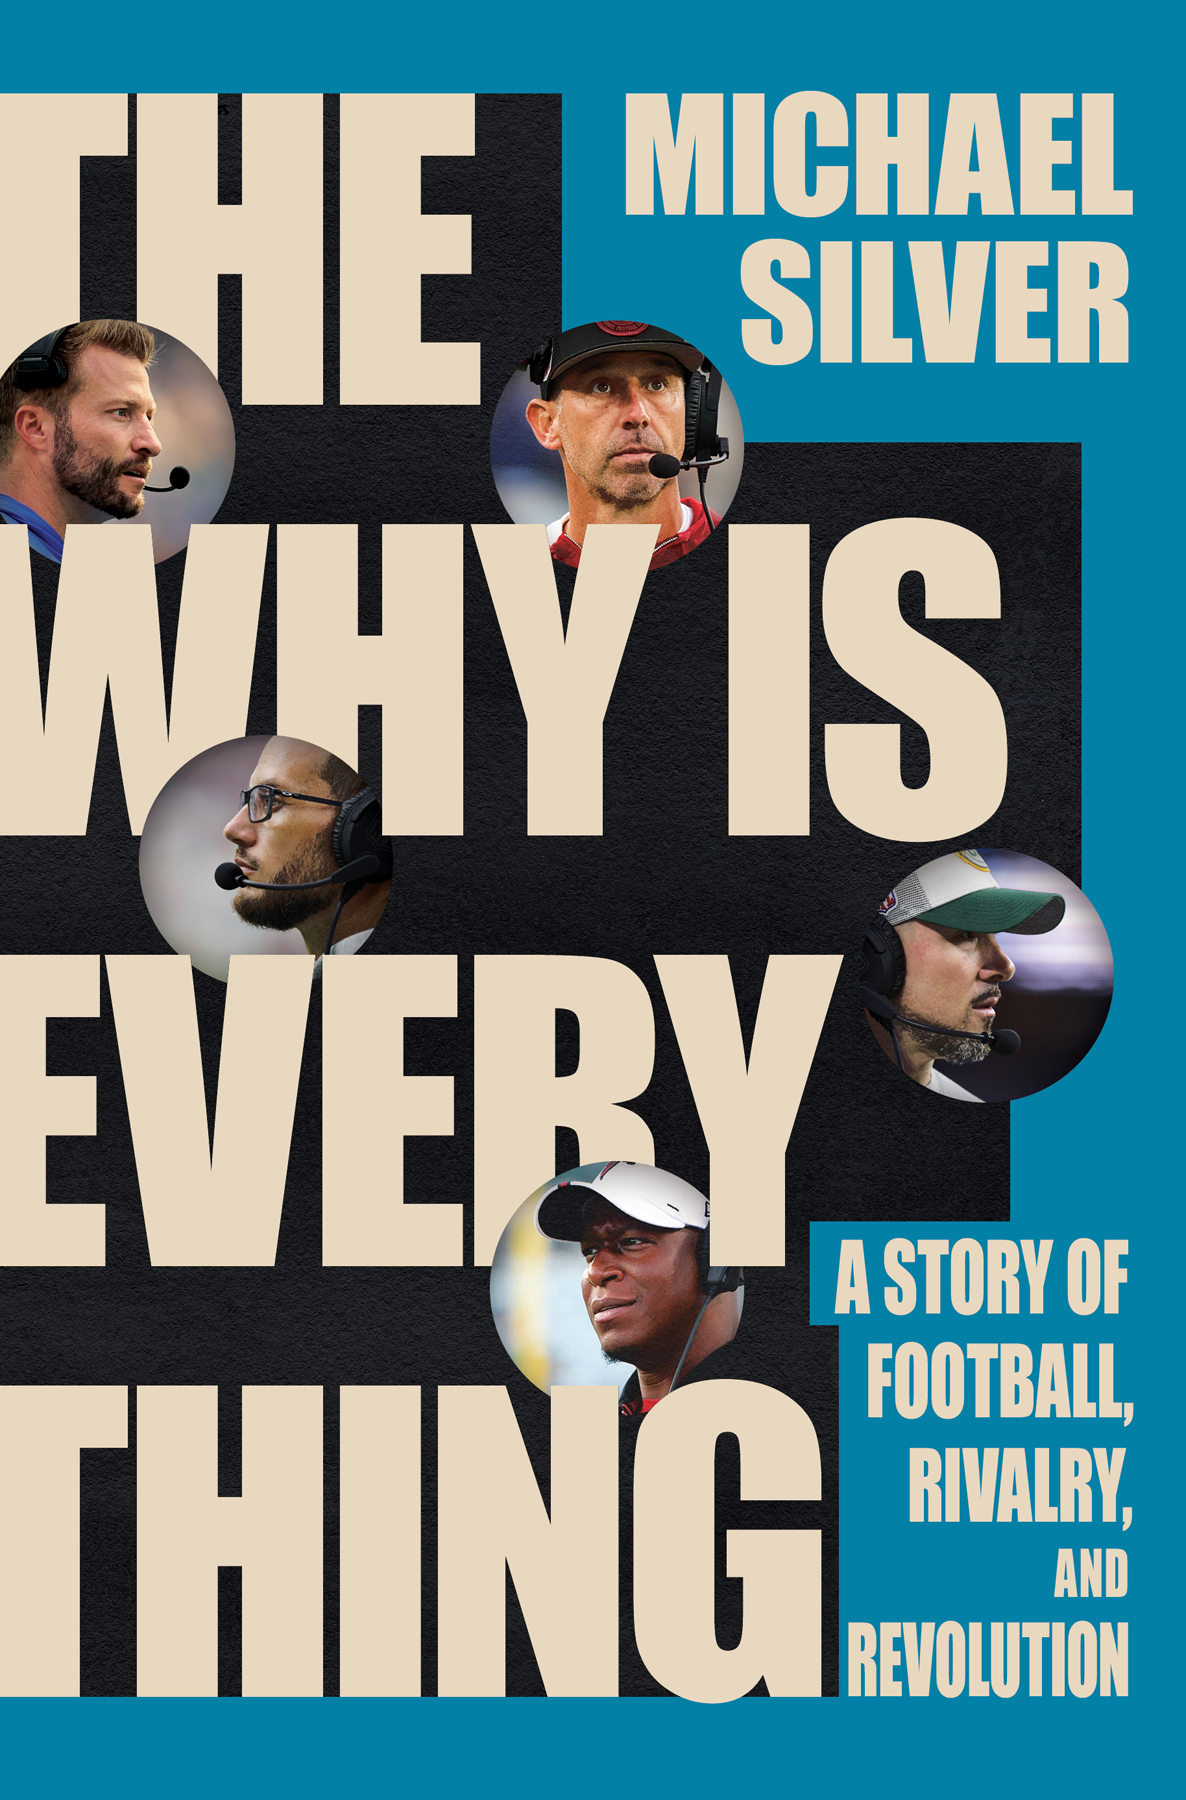 THE
MICHAEL
SILVER
WHY IS
EVERY
THING
A STORY OF
FOOTBALL,
RIVALRY,
AND
REVOLUTION